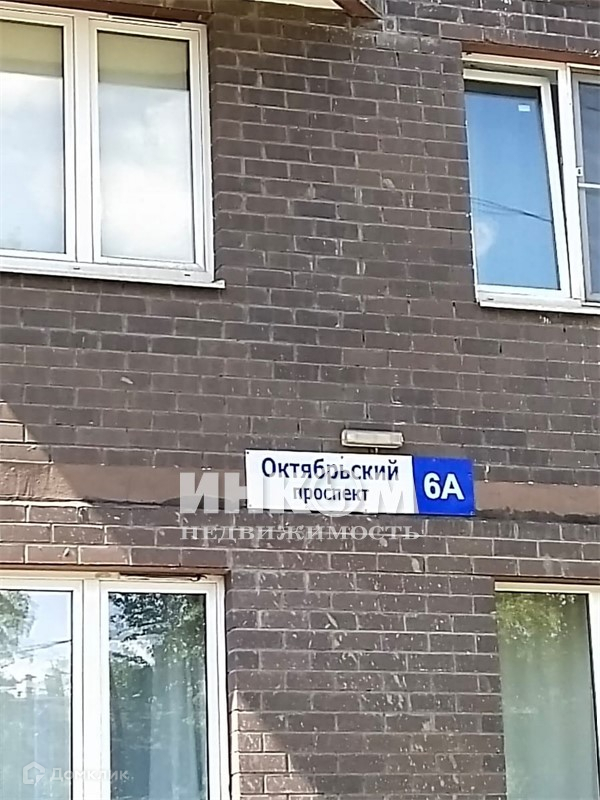 Октябрьский
проспект
6А
ИНКОМ
недвижимость
Домклик